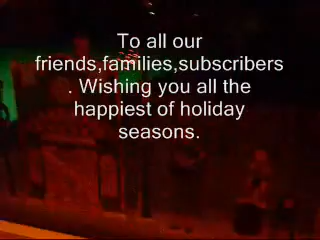 To all our
friends,families,subscribers
. Wishing you all the
happiest of holiday
seasons.